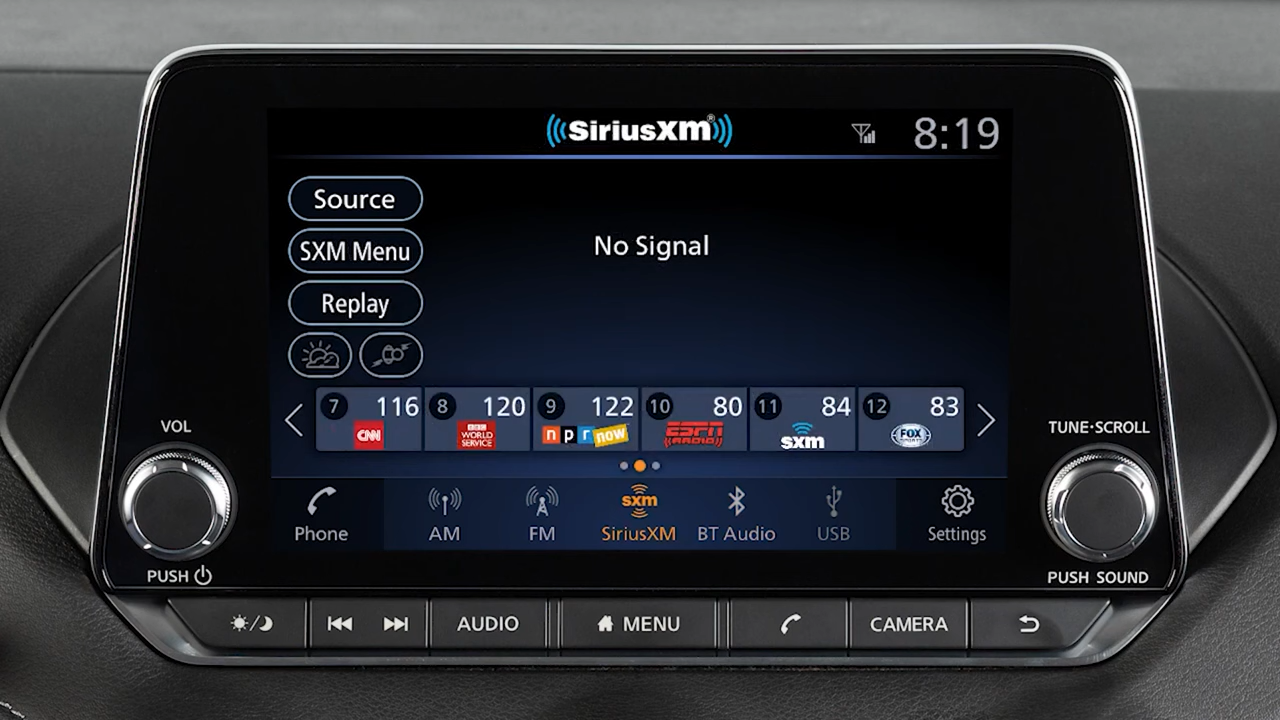 SiriusXM®
8:19
Source
SXM Menu
Replay
No Signal
7 116
CNN
8 120
BBC
WORLD
SERVICE
9 122
npr now
10 80
ESPN
RADIO
11 84
sxm
12 83
FOX
SPORTS
VOL
PUSH
TUNE·SCROLL
PUSH SOUND
Phone
AM
FM
sxm
SiriusXM
BT Audio
USB
Settings
AUDIO
MENU
CAMERA